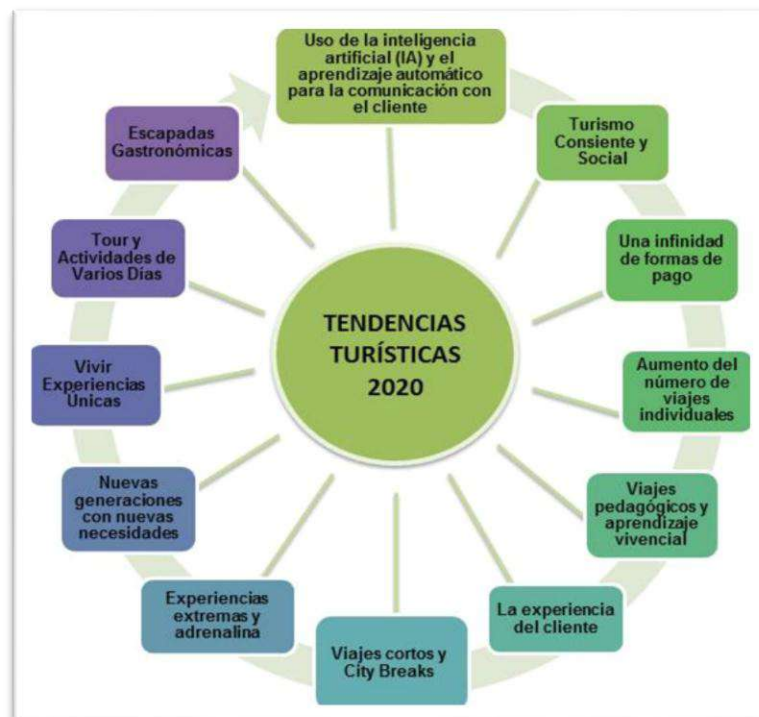 TENDENCIAS
TURÍSTICAS
2020
Uso de la inteligencia
artificial (IA) y el
aprendizaje automático
para la comunicación con
el cliente
Turismo
Consiente y
Social
Una infinidad
de formas de
pago
Aumento del
número de
viajes
individuales
Viajes
pedagógicos y
aprendizaje
vivencial
La experiencia
del cliente
Viajes cortos y
City Breaks
Experiencias
extremas y
adrenalina
Nuevas
generaciones
con nuevas
necesidades
Vivir
Experiencias
Únicas
Tour y
Actividades de
Varios Días
Escapadas
Gastronómicas